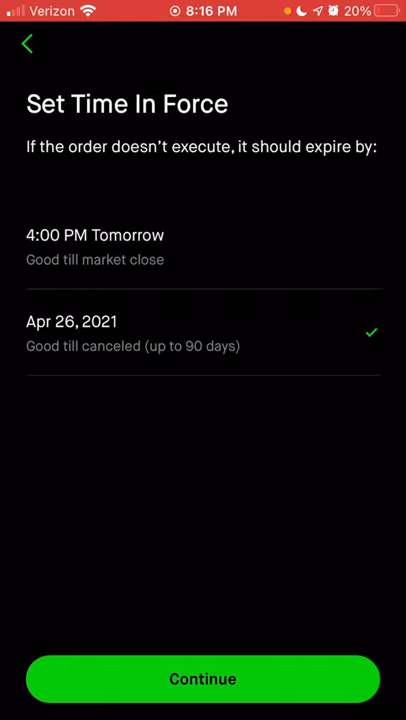 Verizon 8:16 PM 20%
Set Time In Force
If the order doesn't execute, it should expire by:
4:00 PM Tomorrow
Good till market close
Apr 26, 2021
Good till canceled (up to 90 days)
Continue